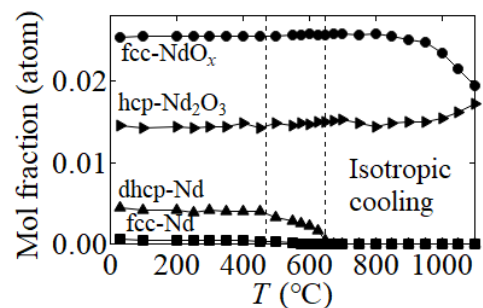 fcc-NdOₓ
hcp-Nd₂O₃
dhcp-Nd
fcc-Nd
Isotropic
cooling
Mol fraction (atom)
0.02
0.01
0.00
0 200 400 600 800 1000
T (°C)